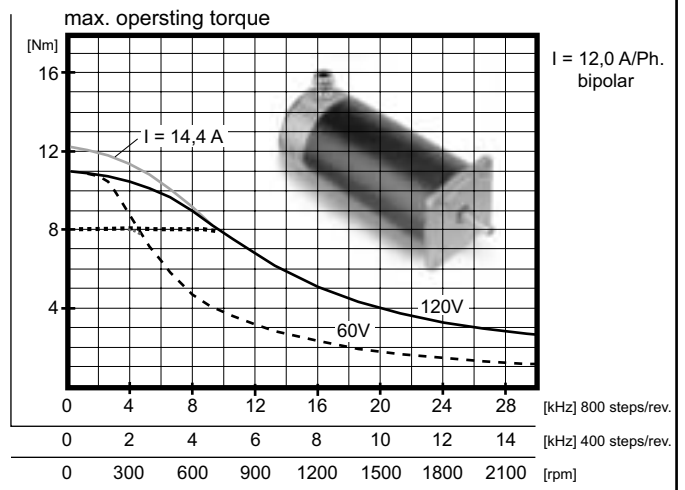 max. opersting torque
[Nm]
I = 12,0 A/Ph.
bipolar
16
I = 14,4 A
12
8
4
120V
60V
0 4 8 12 16 20 24 28 [kHz] 800 steps/rev.
0 2 4 6 8 10 12 14 [kHz] 400 steps/rev.
0 300 600 900 1200 1500 1800 2100 [rpm]